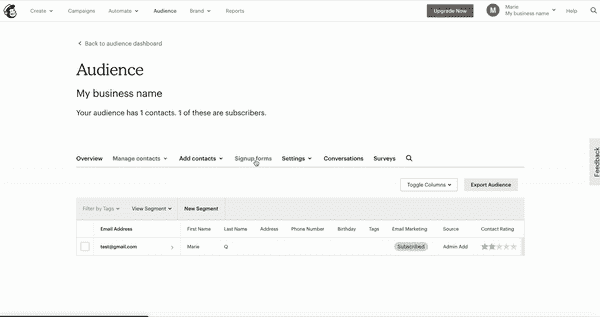 Create Campaigns Automate Audience Brand Reports Upgrade Now M Marie Help
My business name
Back to audience dashboard
Audience
My business name
Your audience has 1 contacts. 1 of these are subscribers.
Overview Manage contacts Add contacts Signup forms Settings Conversations Surveys
Feedback
Toggle Columns Export Audience
Filter by Tags View Segment New Segment
Email Address First Name Last Name Address Phone Number Birthday Tags Email Marketing Source Contact Rating
test@gmail.com Marie Q Subscribed Admin Add